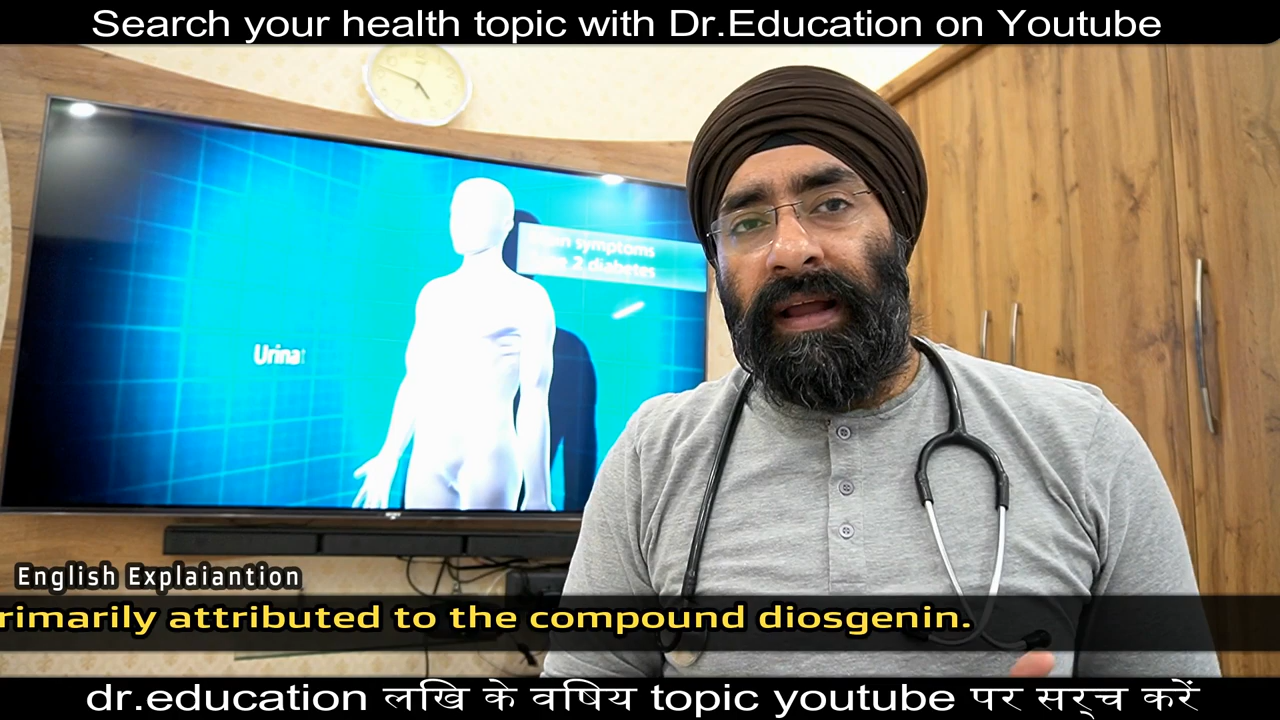 Search your health topic with Dr.Education on Youtube
symptoms
2 diabetes
Urinat
English Explaiantion
rimarily attributed to the compound diosgenin.
dr.education लखि के वषिय topic youtube पर सर्च करें